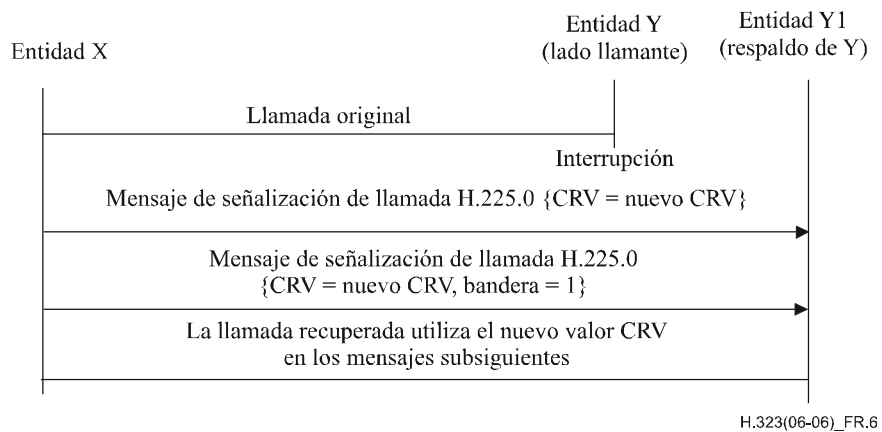 Entidad X
Entidad Y
(lado llamante)
Entidad Y1
(respaldo de Y)
Llamada original
Interrupción
Mensaje de señalización de llamada H.225.0 {CRV = nuevo CRV}
Mensaje de señalización de llamada H.225.0
{CRV = nuevo CRV, bandera = 1}
La llamada recuperada utiliza el nuevo valor CRV
en los mensajes subsiguientes
H.323(06-06)_FR.6